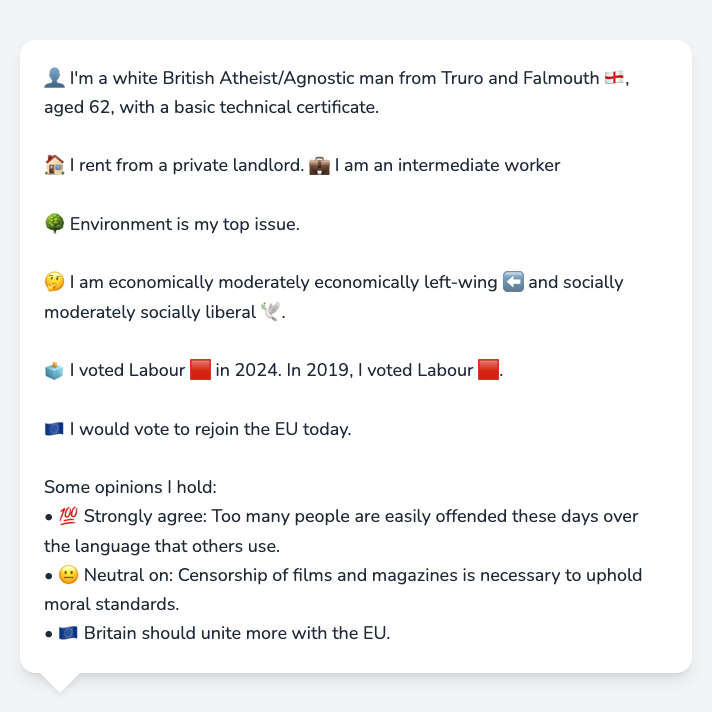 👤 I'm a white British Atheist/Agnostic man from Truro and Falmouth 🏴󠁧󠁢󠁥󠁮󠁧󠁿,
aged 62, with a basic technical certificate.
🏠 I rent from a private landlord. 💼 I am an intermediate worker
🌳 Environment is my top issue.
🤔 I am economically moderately economically left-wing ⬅️ and socially
moderately socially liberal 🕊️.
🗳️ I voted Labour 🟥 in 2024. In 2019, I voted Labour 🟥.
🇪🇺 I would vote to rejoin the EU today.
Some opinions I hold:
• 💯 Strongly agree: Too many people are easily offended these days over
the language that others use.
• 😐 Neutral on: Censorship of films and magazines is necessary to uphold
moral standards.
• 🇪🇺 Britain should unite more with the EU.